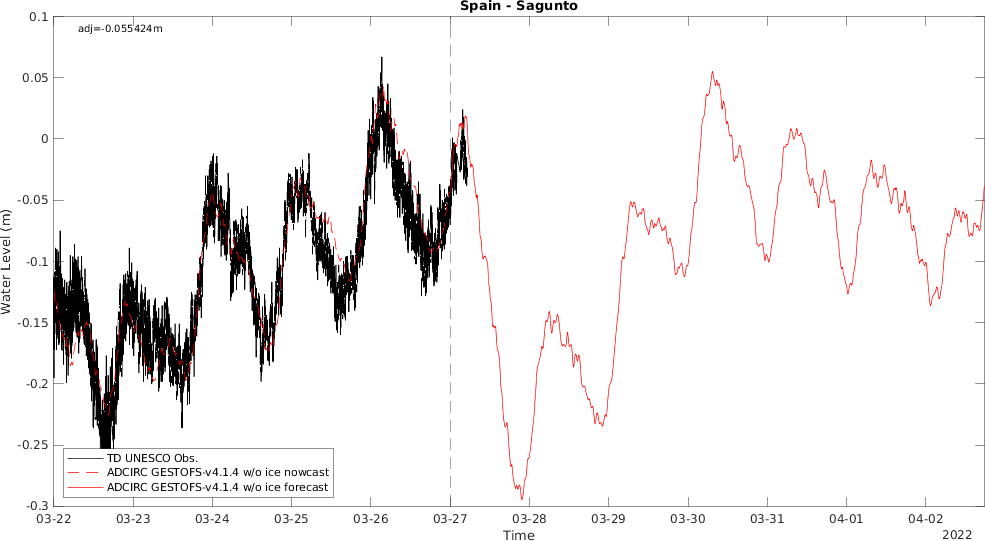 Spain - Sagunto
adj=-0.055424m
0.1
0.05
0
-0.05
-0.1
-0.15
-0.2
-0.25
-0.3
Water Level (m)
TD UNESCO Obs.
ADCIRC GESTOFS-v4.1.4 w/o ice nowcast
ADCIRC GESTOFS-v4.1.4 w/o ice forecast
03-22 03-23 03-24 03-25 03-26 03-27 03-28 03-29 03-30 03-31 04-01 04-02
Time
2022